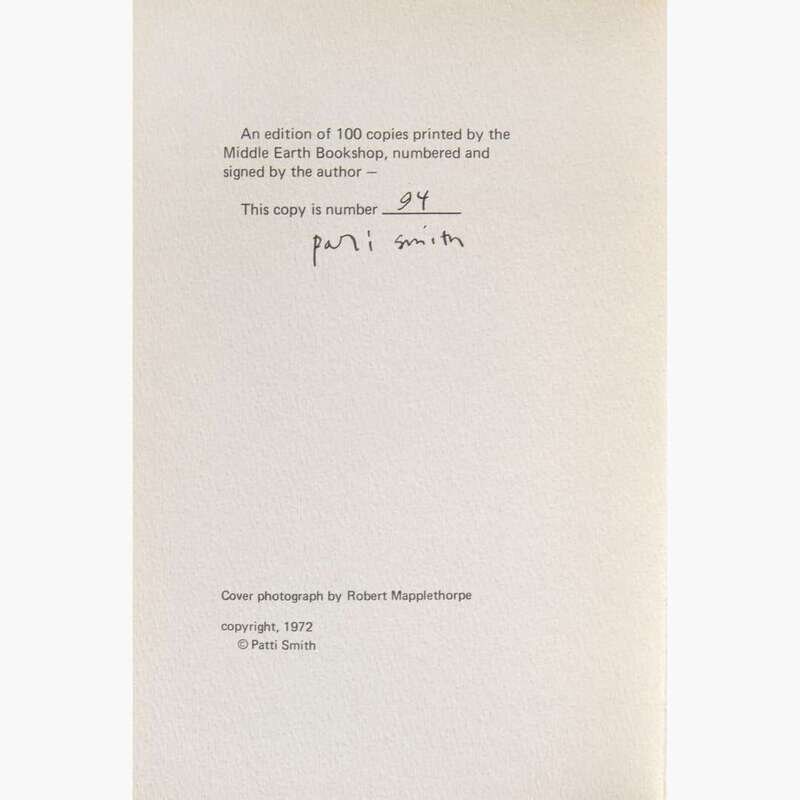 An edition of 100 copies printed by the
Middle Earth Bookshop, numbered and
signed by the author —
This copy is number 94
patti smith
Cover photograph by Robert Mapplethorpe
copyright, 1972
© Patti Smith